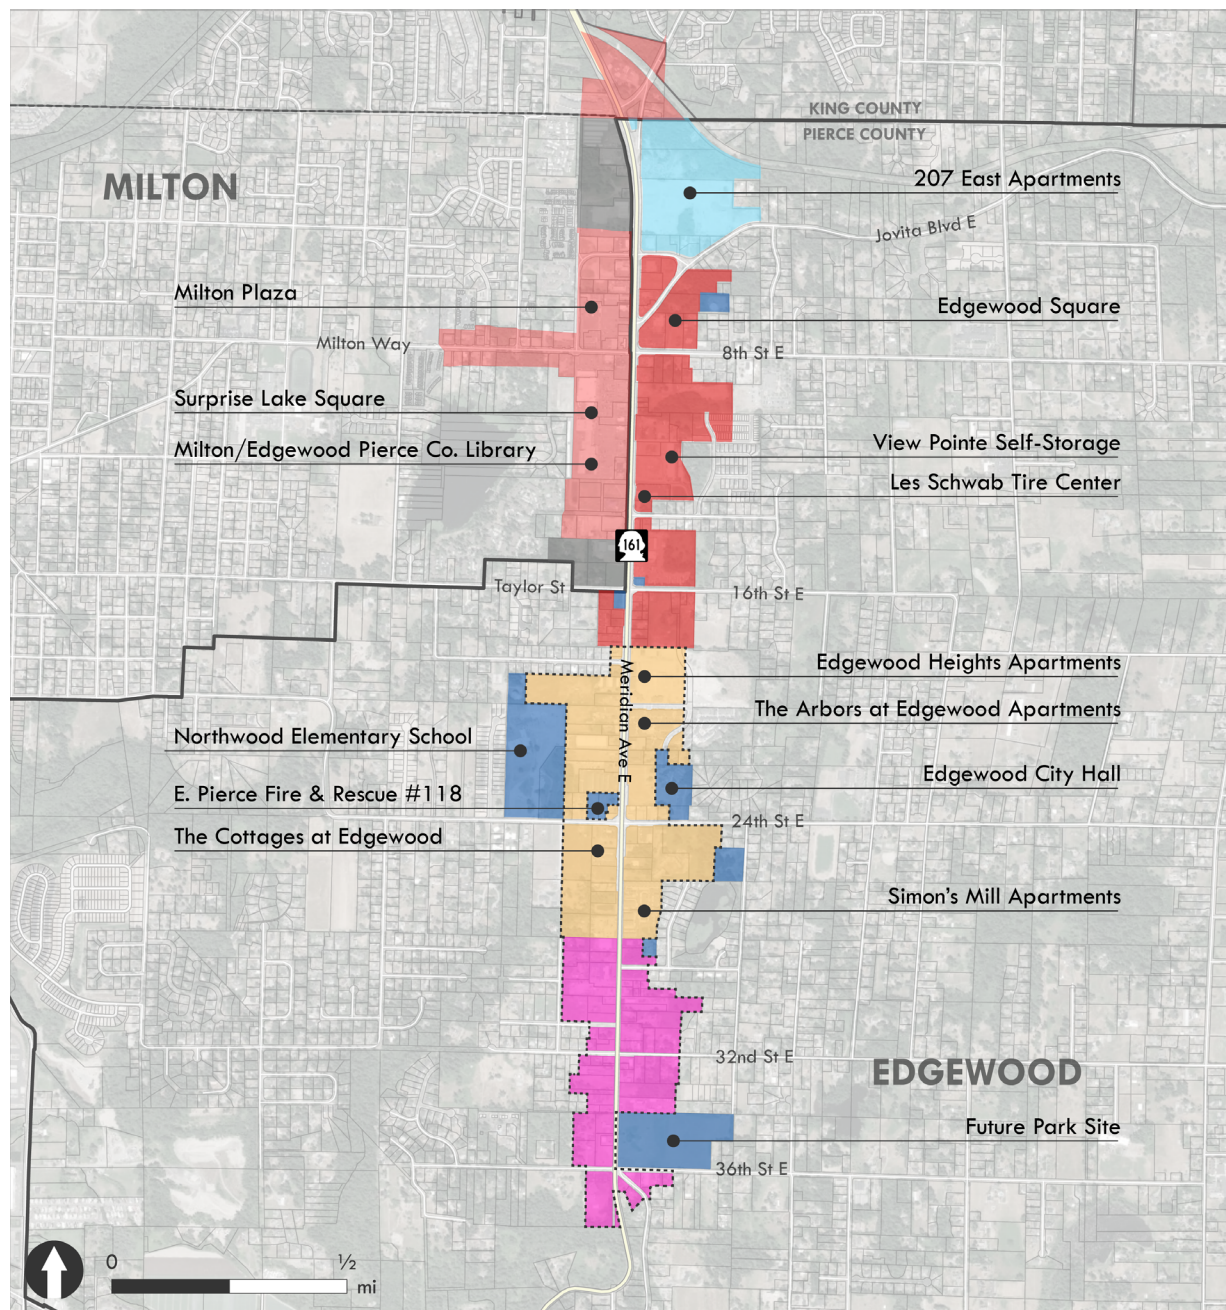 KING COUNTY
PIERCE COUNTY
MILTON
207 East Apartments
Jovita Blvd E
Milton Plaza
Edgewood Square
Milton Way
8th St E
Surprise Lake Square
Milton/Edgewood Pierce Co. Library
View Pointe Self-Storage
Les Schwab Tire Center
161
Taylor St
16th St E
Edgewood Heights Apartments
Meridian Ave E
The Arbors at Edgewood Apartments
Northwood Elementary School
Edgewood City Hall
E. Pierce Fire & Rescue #118
24th St E
The Cottages at Edgewood
Simon's Mill Apartments
32nd St E
EDGEWOOD
Future Park Site
36th St E
0 ½
mi